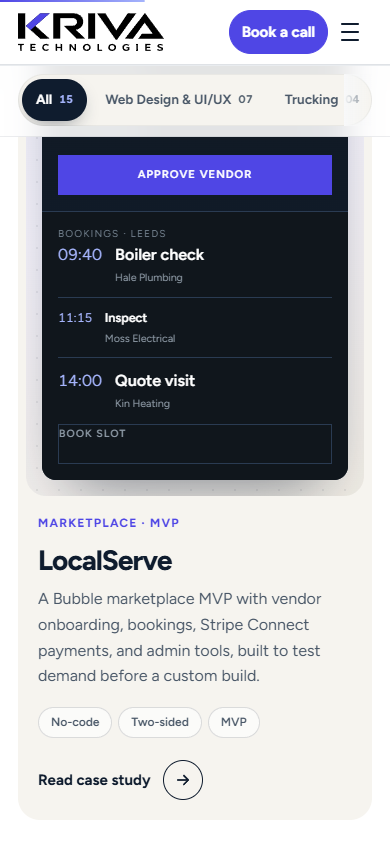 KRIVA
TECHNOLOGIES
Book a call
All 15
Web Design & UI/UX 07
Trucking 04
APPROVE VENDOR
BOOKINGS · LEEDS
09:40 Boiler check
Hale Plumbing
11:15 Inspect
Moss Electrical
14:00 Quote visit
Kin Heating
BOOK SLOT
MARKETPLACE · MVP
LocalServe
A Bubble marketplace MVP with vendor
onboarding, bookings, Stripe Connect
payments, and admin tools, built to test
demand before a custom build.
No-code
Two-sided
MVP
Read case study